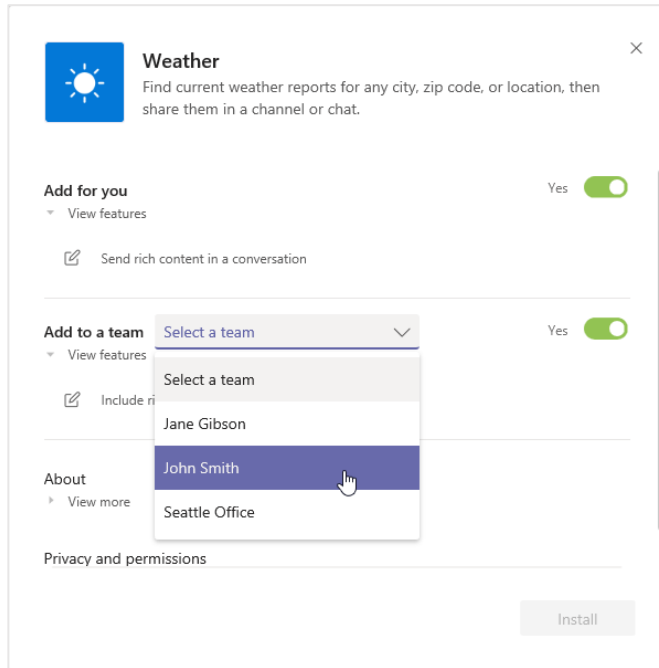 Weather
Find current weather reports for any city, zip code, or location, then
share them in a channel or chat.
Add for you
Yes
View features
Send rich content in a conversation
Add to a team
Select a team
Yes
View features
Select a team
Include
Jane Gibson
John Smith
About
View more
Seattle Office
Privacy and permissions
Install